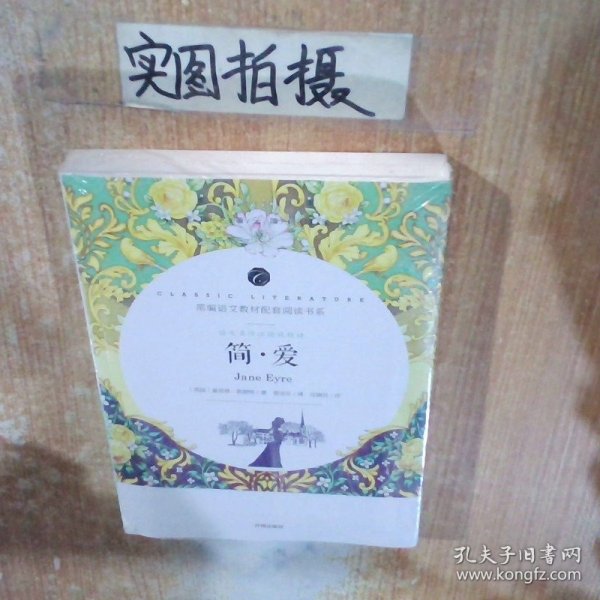 实图拍摄
CLASSIC LITERATURE
部编语文教材配套阅读书系
简·爱
Jane Eyre
孔夫子旧书网
www.kongfz.com